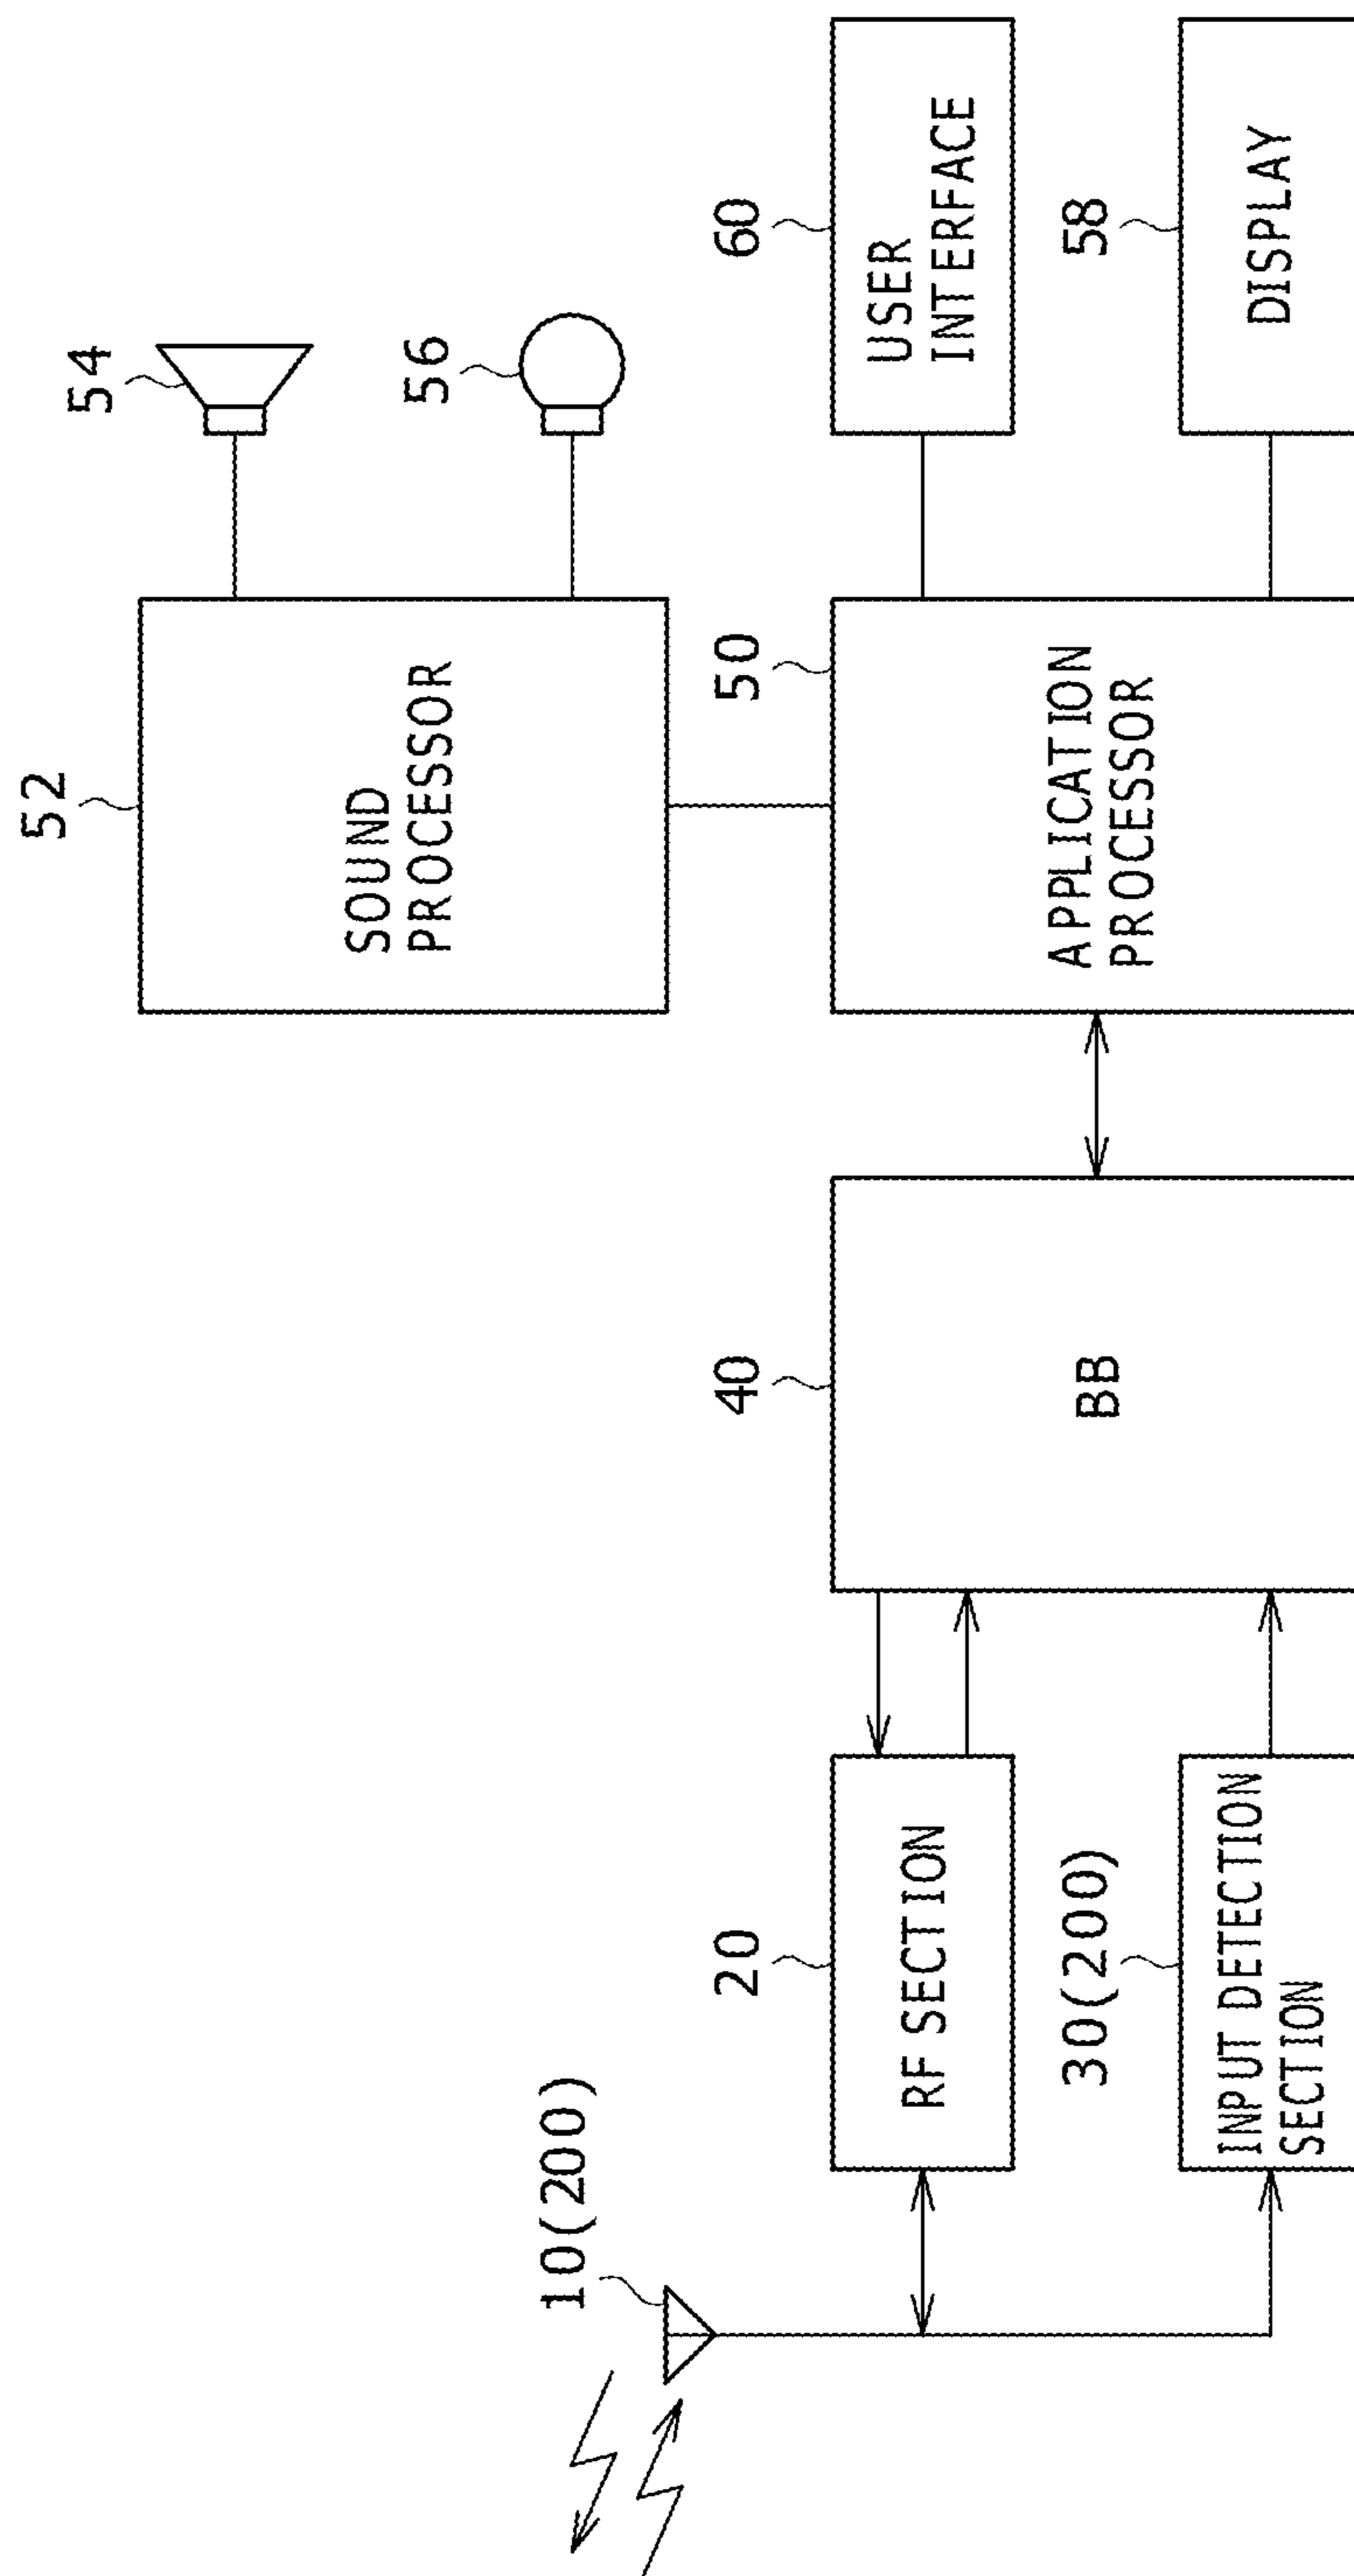 54
56
52
SOUND
PROCESSOR
10(200)
20
RF SECTION
40
BB
50
APPLICATION
PROCESSOR
60
USER
INTERFACE
30(200)
INPUT DETECTION
SECTION
58
DISPLAY